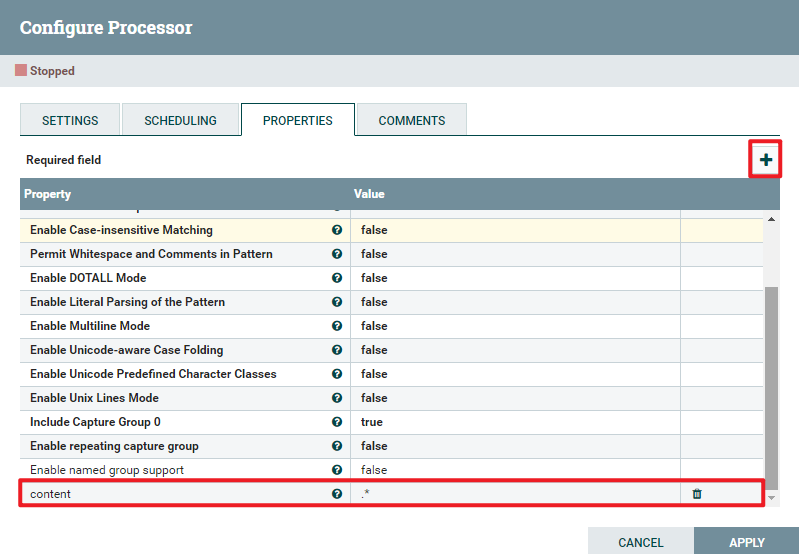 Configure Processor
Stopped
SETTINGS SCHEDULING PROPERTIES COMMENTS
Required field
Property Value
Enable Case-insensitive Matching false
Permit Whitespace and Comments in Pattern false
Enable DOTALL Mode false
Enable Literal Parsing of the Pattern false
Enable Multiline Mode false
Enable Unicode-aware Case Folding false
Enable Unicode Predefined Character Classes false
Enable Unix Lines Mode false
Include Capture Group 0 true
Enable repeating capture group false
Enable named group support false
content .*
CANCEL APPLY